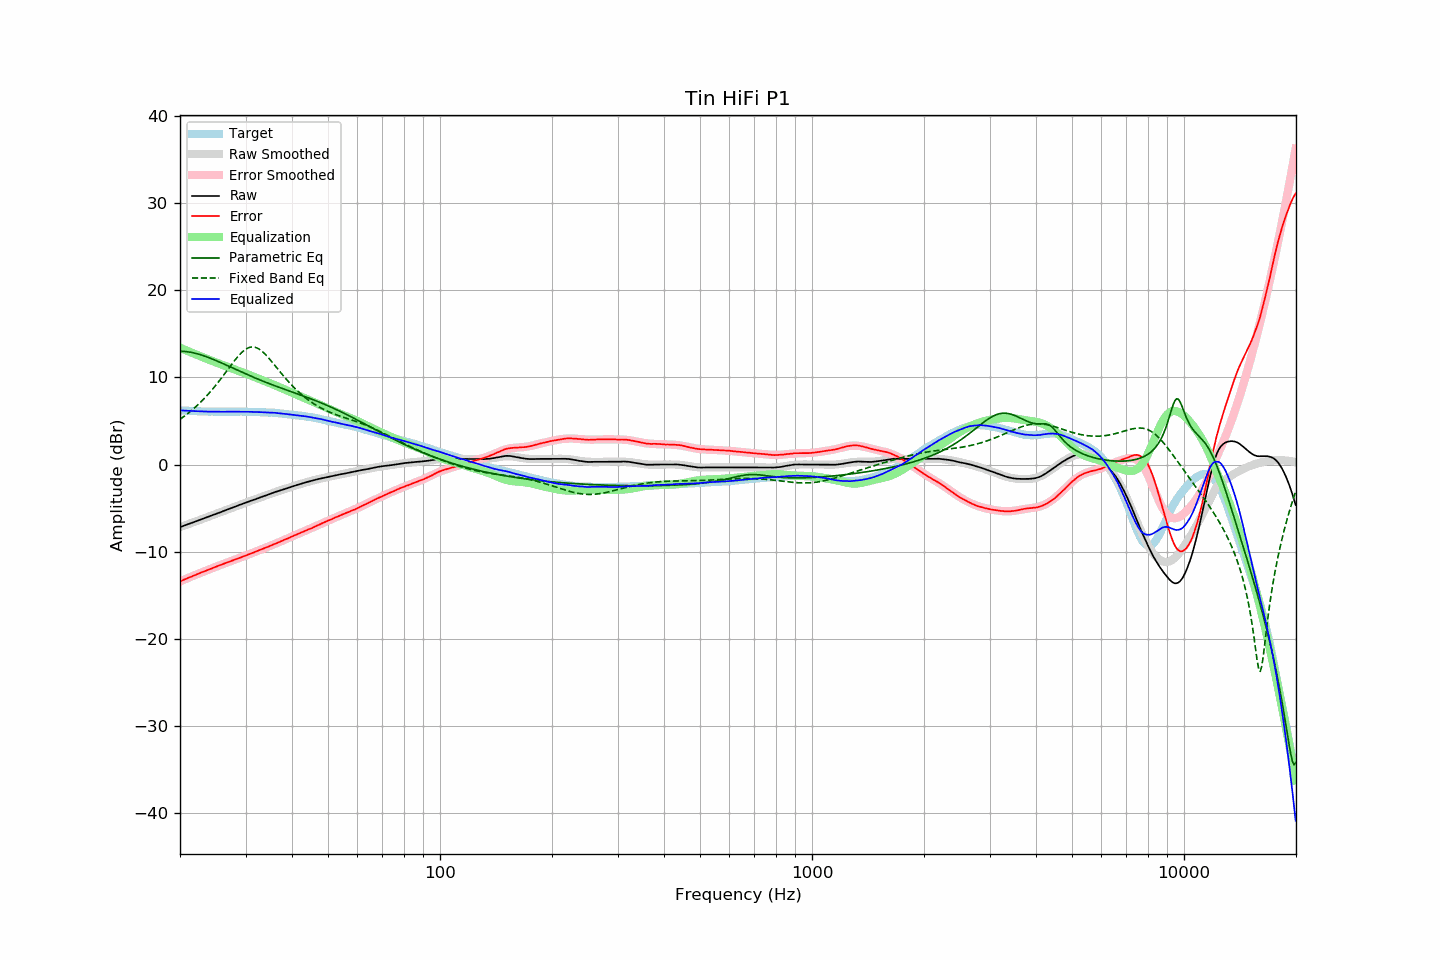 Tin HiFi P1
40
30
20
10
0
−10
−20
−30
−40
Amplitude (dBr)
Target
Raw Smoothed
Error Smoothed
Raw
Error
Equalization
Parametric Eq
Fixed Band Eq
Equalized
100
1000
10000
Frequency (Hz)